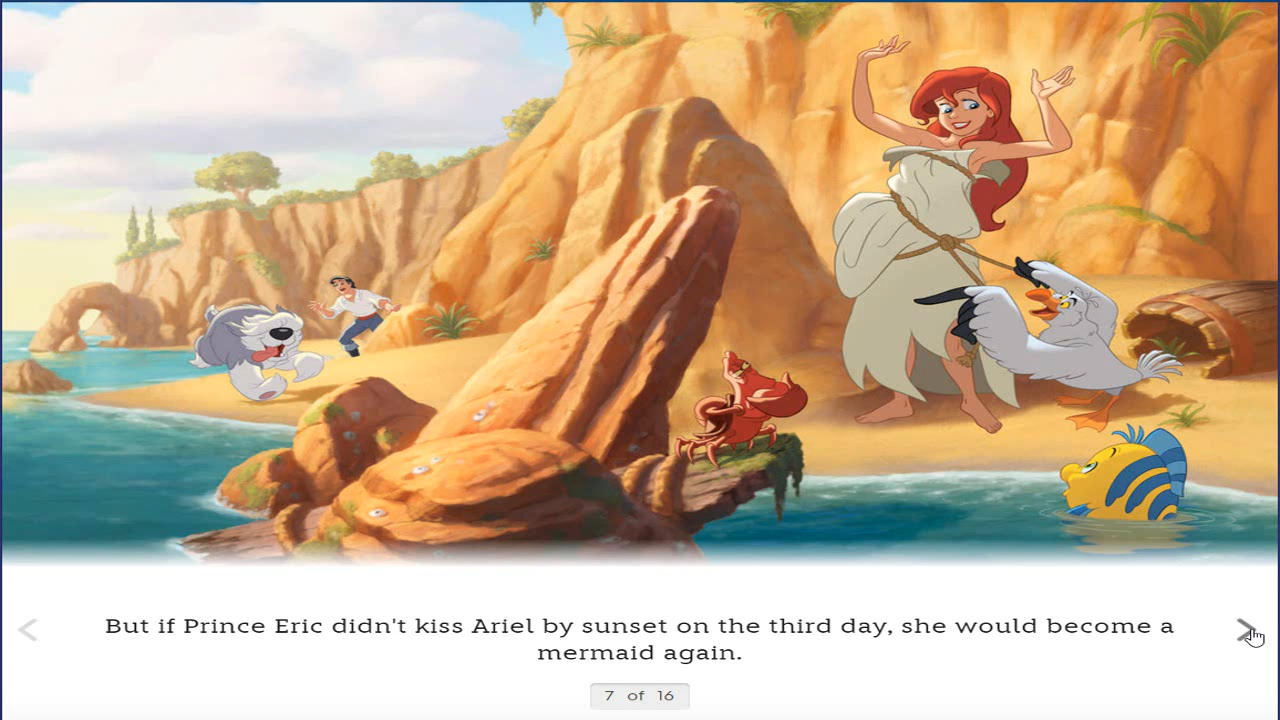 But if Prince Eric didn't kiss Ariel by sunset on the third day, she would become a
mermaid again.
7 of 16